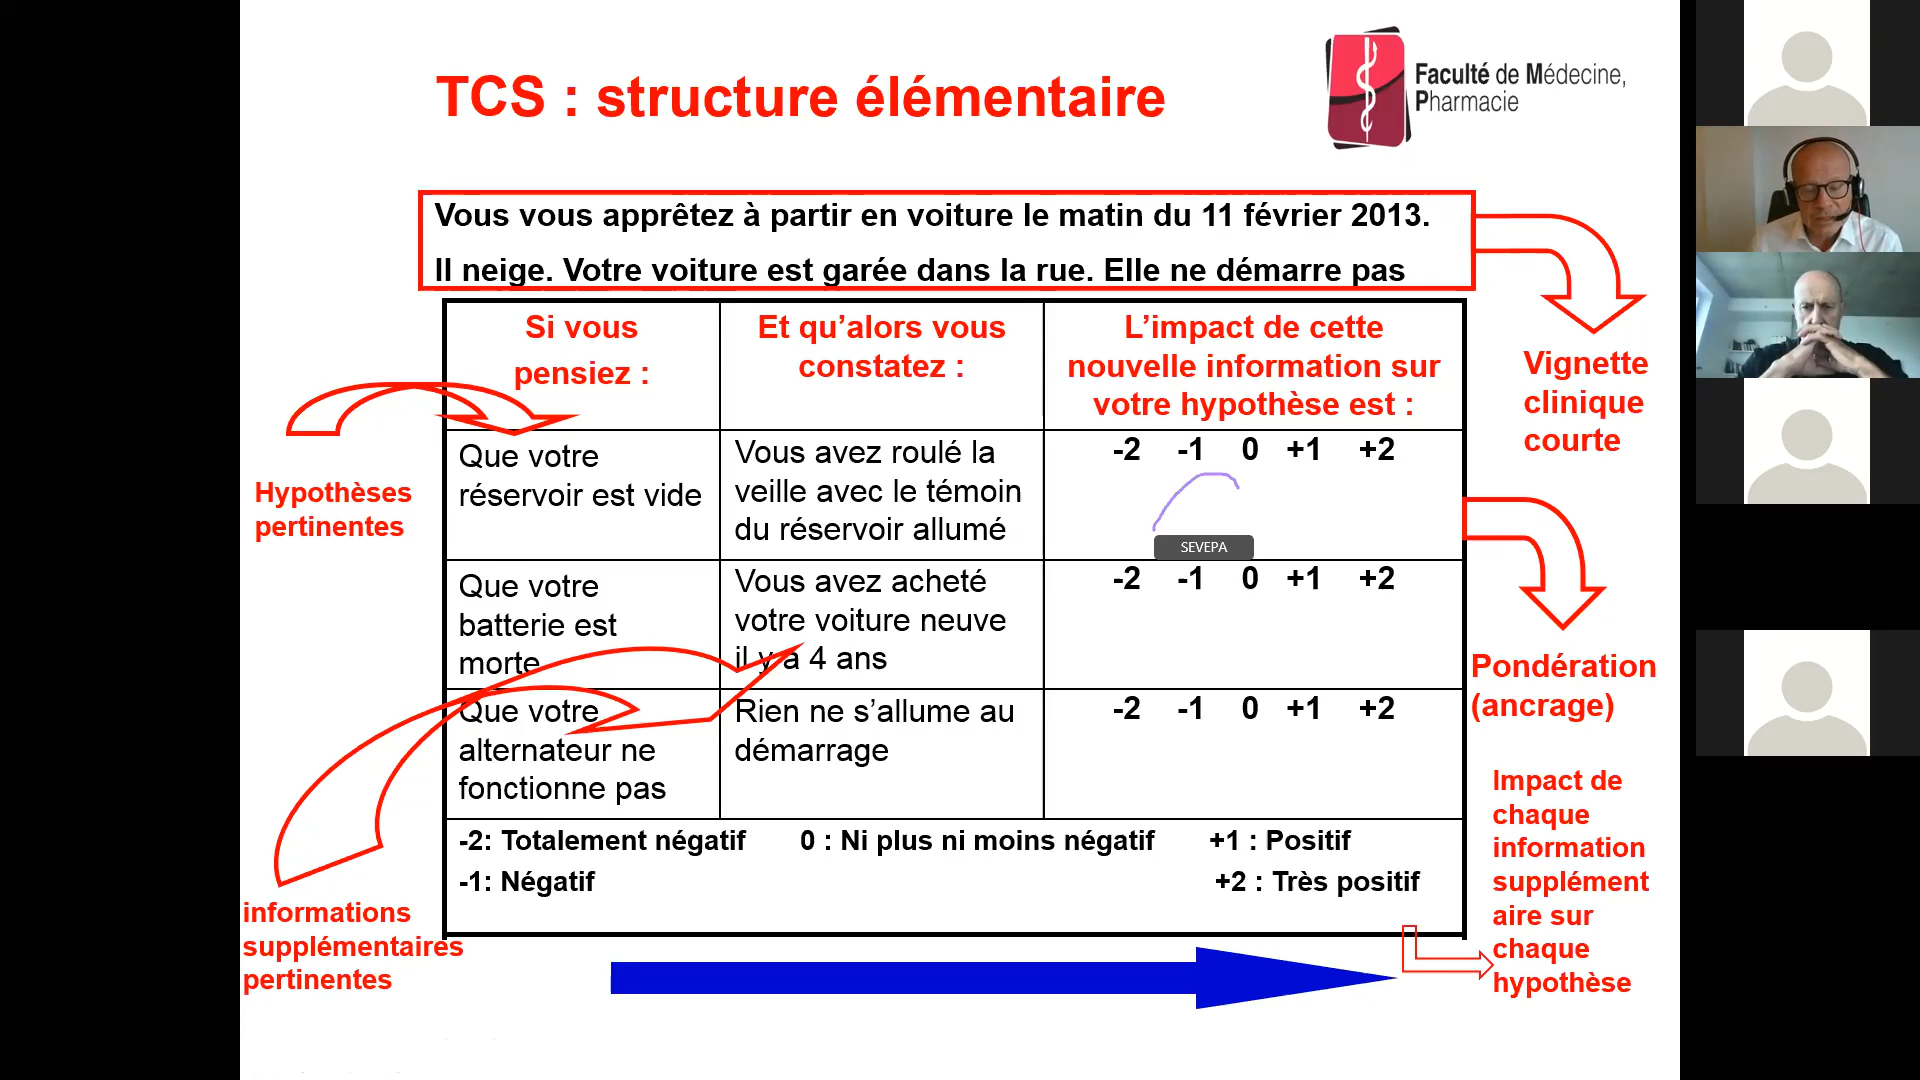 TCS : structure élémentaire
Faculté de Médecine,
Pharmacie
Vous vous apprêtez à partir en voiture le matin du 11 février 2013.
Il neige. Votre voiture est garée dans la rue. Elle ne démarre pas
Si vous
pensiez :
Et qu’alors vous
constatez :
L’impact de cette
nouvelle information sur
votre hypothèse est :
Vignette
clinique
courte
Hypothèses
pertinentes
Que votre
réservoir est vide
Vous avez roulé la
veille avec le témoin
du réservoir allumé
-2 -1 0 +1 +2
SEVEPA
Que votre
batterie est
morte
Vous avez acheté
votre voiture neuve
il y a 4 ans
-2 -1 0 +1 +2
Pondération
(ancrage)
Que votre
alternateur ne
fonctionne pas
Rien ne s’allume au
démarrage
-2 -1 0 +1 +2
-2: Totalement négatif 0 : Ni plus ni moins négatif +1 : Positif
-1: Négatif +2 : Très positif
Impact de
chaque
information
supplément
aire sur
chaque
hypothèse
informations
supplémentaires
pertinentes